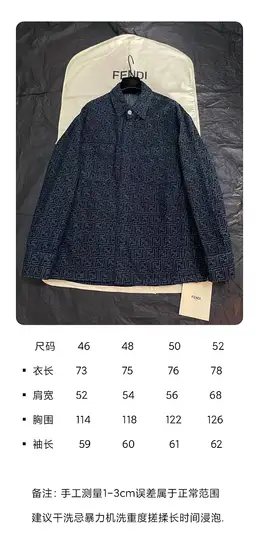 FENDI
FENDI
尺码 46 48 50 52
▪ 衣长 73 75 76 78
▪ 肩宽 52 54 56 68
▪ 胸围 114 118 122 126
▪ 袖长 59 60 61 62
备注：手工测量1-3cm误差属于正常范围
建议干洗忌暴力机洗重度搓揉长时间浸泡.